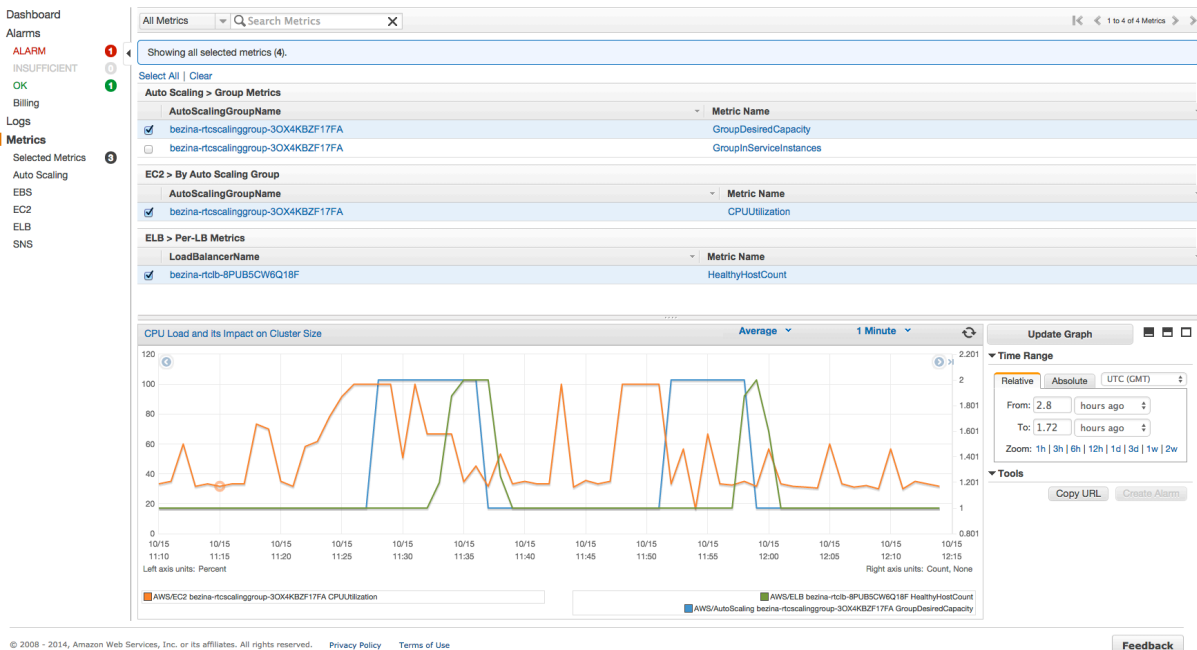 Dashboard
Alarms
ALARM 1
INSUFFICIENT 0
OK 1
Billing
Logs
Metrics
Selected Metrics 3
Auto Scaling
EBS
EC2
ELB
SNS
All Metrics Search Metrics
1 to 4 of 4 Metrics
Showing all selected metrics (4).
Select All | Clear
Auto Scaling > Group Metrics
AutoScalingGroupName Metric Name
bezina-rtcscalinggroup-3OX4KBZF17FA GroupDesiredCapacity
bezina-rtcscalinggroup-3OX4KBZF17FA GroupInServiceInstances
EC2 > By Auto Scaling Group
AutoScalingGroupName Metric Name
bezina-rtcscalinggroup-3OX4KBZF17FA CPUUtilization
ELB > Per-LB Metrics
LoadBalancerName Metric Name
bezina-rtclb-8PUB5CW6Q18F HealthyHostCount
CPU Load and its Impact on Cluster Size Average 1 Minute
120 2.201
100 2
80 1.801
1.601
60
1.401
40
1.201
20 1
0 0.801
10/15 10/15 10/15 10/15 10/15 10/15 10/15 10/15 10/15 10/15 10/15 10/15 10/15 10/15
11:10 11:15 11:20 11:25 11:30 11:35 11:40 11:45 11:50 11:55 12:00 12:05 12:10 12:15
Left axis units: Percent Right axis units: Count, None
AWS/EC2 bezina-rtcscalinggroup-3OX4KBZF17FA CPUUtilization
AWS/ELB bezina-rtclb-8PUB5CW6Q18F HealthyHostCount
AWS/AutoScaling bezina-rtcscalinggroup-3OX4KBZF17FA GroupDesiredCapacity
Update Graph
Time Range
Relative Absolute UTC (GMT)
From: 2.8 hours ago
To: 1.72 hours ago
Zoom: 1h | 3h | 6h | 12h | 1d | 3d | 1w | 2w
Tools
Copy URL Create Alarm
© 2008 - 2014, Amazon Web Services, Inc. or its affiliates. All rights reserved. Privacy Policy Terms of Use
Feedback